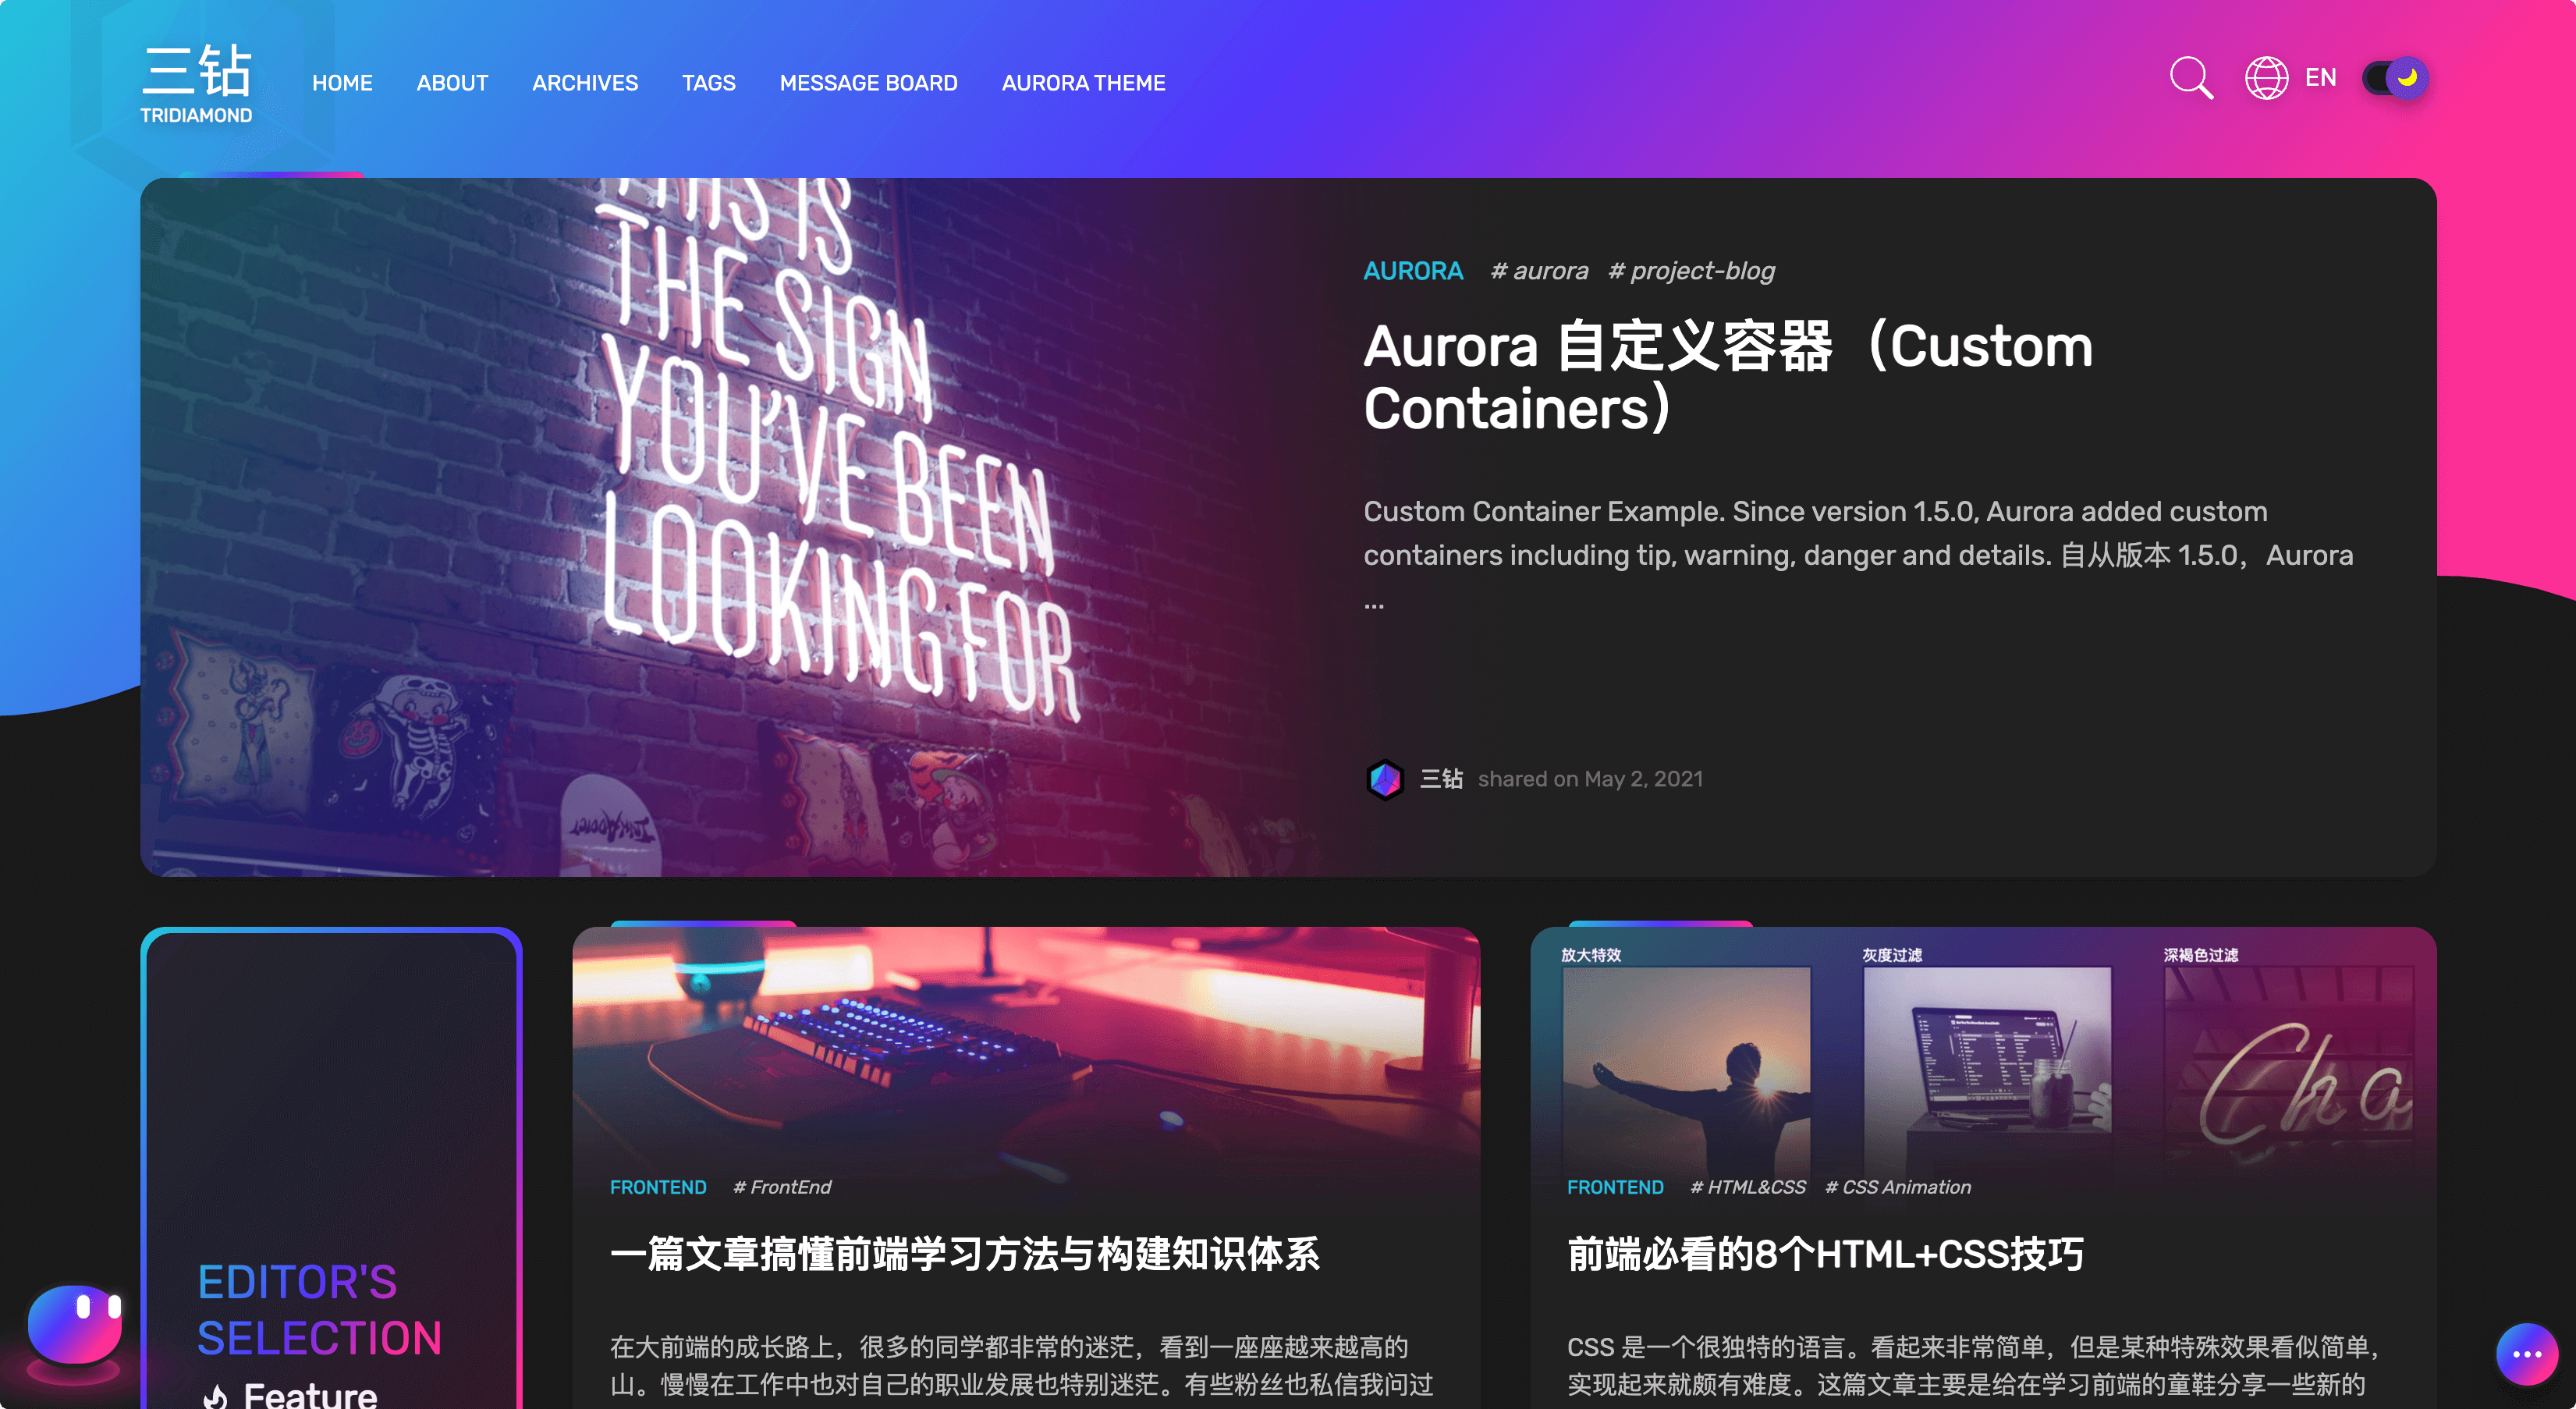 三钻
TRIDIAMOND
HOME
ABOUT
ARCHIVES
TAGS
MESSAGE BOARD
AURORA THEME
EN
THIS IS
THE SIGN
YOU'VE BEEN
LOOKING FOR
AURORA # aurora # project-blog
Aurora 自定义容器（Custom
Containers）
Custom Container Example. Since version 1.5.0, Aurora added custom
containers including tip, warning, danger and details. 自从版本 1.5.0，Aurora
...
三钻 shared on May 2, 2021
EDITOR'S
SELECTION
Feature
FRONTEND # FrontEnd
一篇文章搞懂前端学习方法与构建知识体系
在大前端的成长路上，很多的同学都非常的迷茫，看到一座座越来越高的
山。慢慢在工作中也对自己的职业发展也特别迷茫。有些粉丝也私信我问过
放大特效
灰度过滤
深褐色过滤
Cha
FRONTEND # HTML&CSS # CSS Animation
前端必看的8个HTML+CSS技巧
CSS 是一个很独特的语言。看起来非常简单，但是某种特殊效果看似简单，
实现起来就颇有难度。这篇文章主要是给在学习前端的童鞋分享一些新的